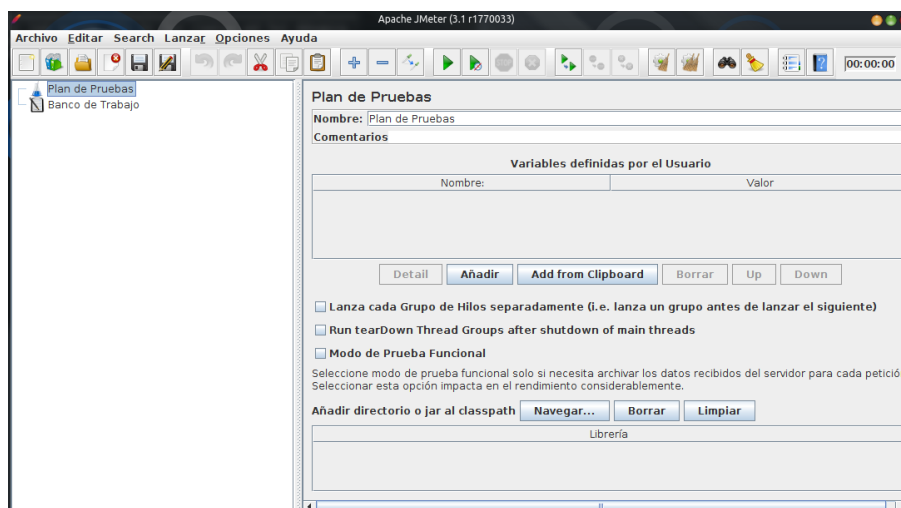 Apache JMeter (3.1 r1770033)
Archivo Editar Search Lanzar Opciones Ayuda
00:00:00
Plan de Pruebas
Banco de Trabajo
Plan de Pruebas
Nombre: Plan de Pruebas
Comentarios
Variables definidas por el Usuario
Nombre: Valor
Detail Añadir Add from Clipboard Borrar Up Down
Lanza cada Grupo de Hilos separadamente (i.e. lanza un grupo antes de lanzar el siguiente)
Run tearDown Thread Groups after shutdown of main threads
Modo de Prueba Funcional
Seleccione modo de prueba funcional solo si necesita archivar los datos recibidos del servidor para cada petició
Seleccionar esta opción impacta en el rendimiento considerablemente.
Añadir directorio o jar al classpath Navegar... Borrar Limpiar
Librería